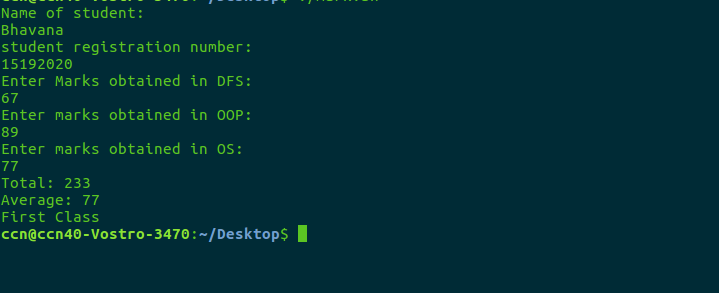 Name of student:
Bhavana
student registration number:
15192020
Enter Marks obtained in DFS:
67
Enter marks obtained in OOP:
89
Enter marks obtained in OS:
77
Total: 233
Average: 77
First Class
ccn@ccn40-Vostro-3470:~/Desktop$